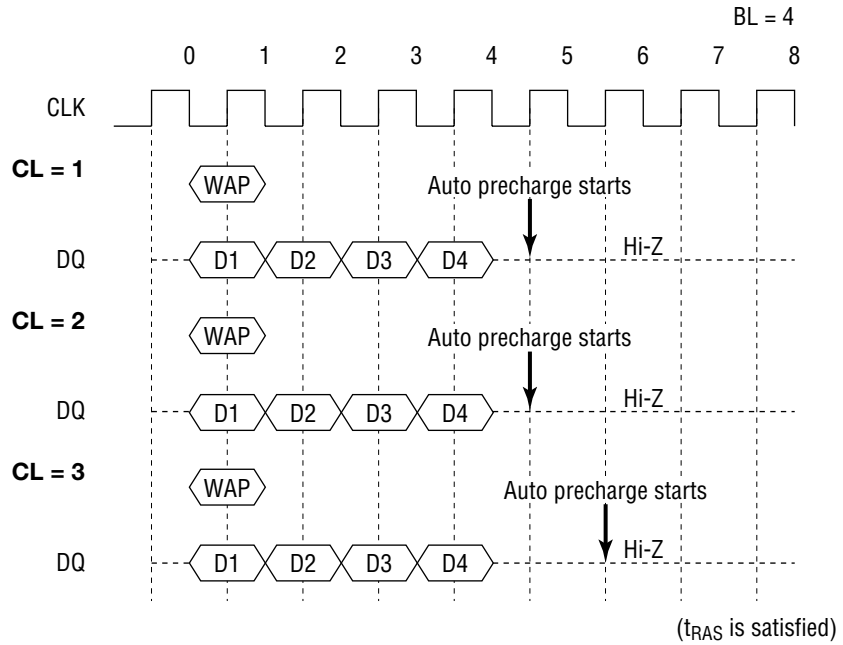 BL = 4
0 1 2 3 4 5 6 7 8
CLK
CL = 1
WAP
Auto precharge starts
DQ
D1 D2 D3 D4
Hi-Z
CL = 2
WAP
Auto precharge starts
DQ
D1 D2 D3 D4
Hi-Z
CL = 3
WAP
Auto precharge starts
DQ
D1 D2 D3 D4
Hi-Z
(tRAS is satisfied)